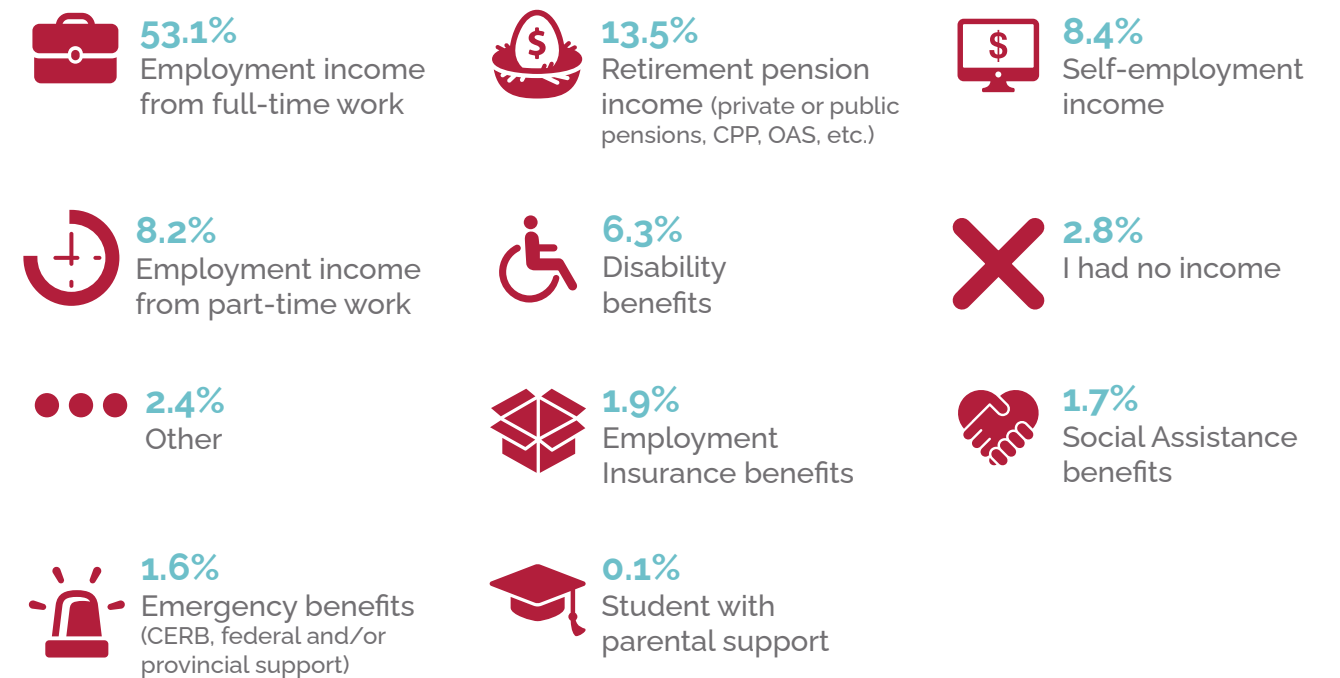 53.1%
Employment income
from full-time work
$
13.5%
Retirement pension
income (private or public
pensions, CPP, OAS, etc.)
$
8.4%
Self-employment
income
8.2%
Employment income
from part-time work
6.3%
Disability
benefits
2.8%
I had no income
2.4%
Other
1.9%
Employment
Insurance benefits
1.7%
Social Assistance
benefits
1.6%
Emergency benefits
(CERB, federal and/or
provincial support)
0.1%
Student with
parental support